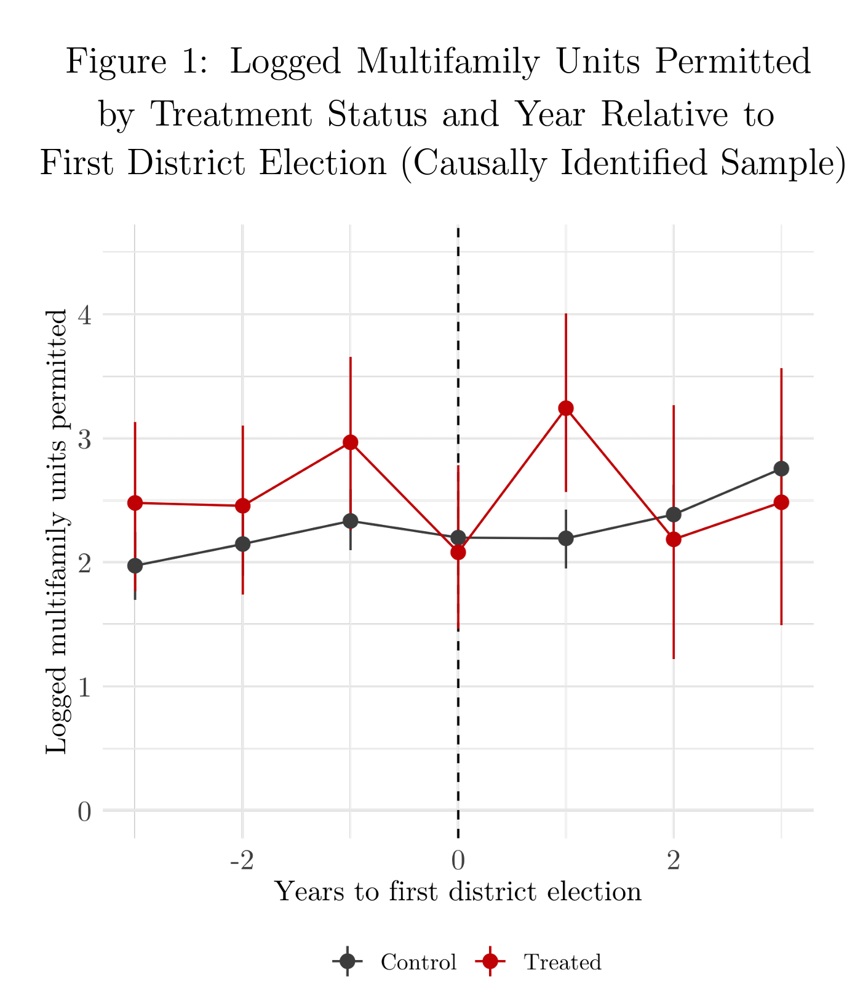 Figure 1: Logged Multifamily Units Permitted
by Treatment Status and Year Relative to
First District Election (Causally Identified Sample)
Logged multifamily units permitted
4
3
2
1
0
-2
0
2
Years to first district election
Control
Treated